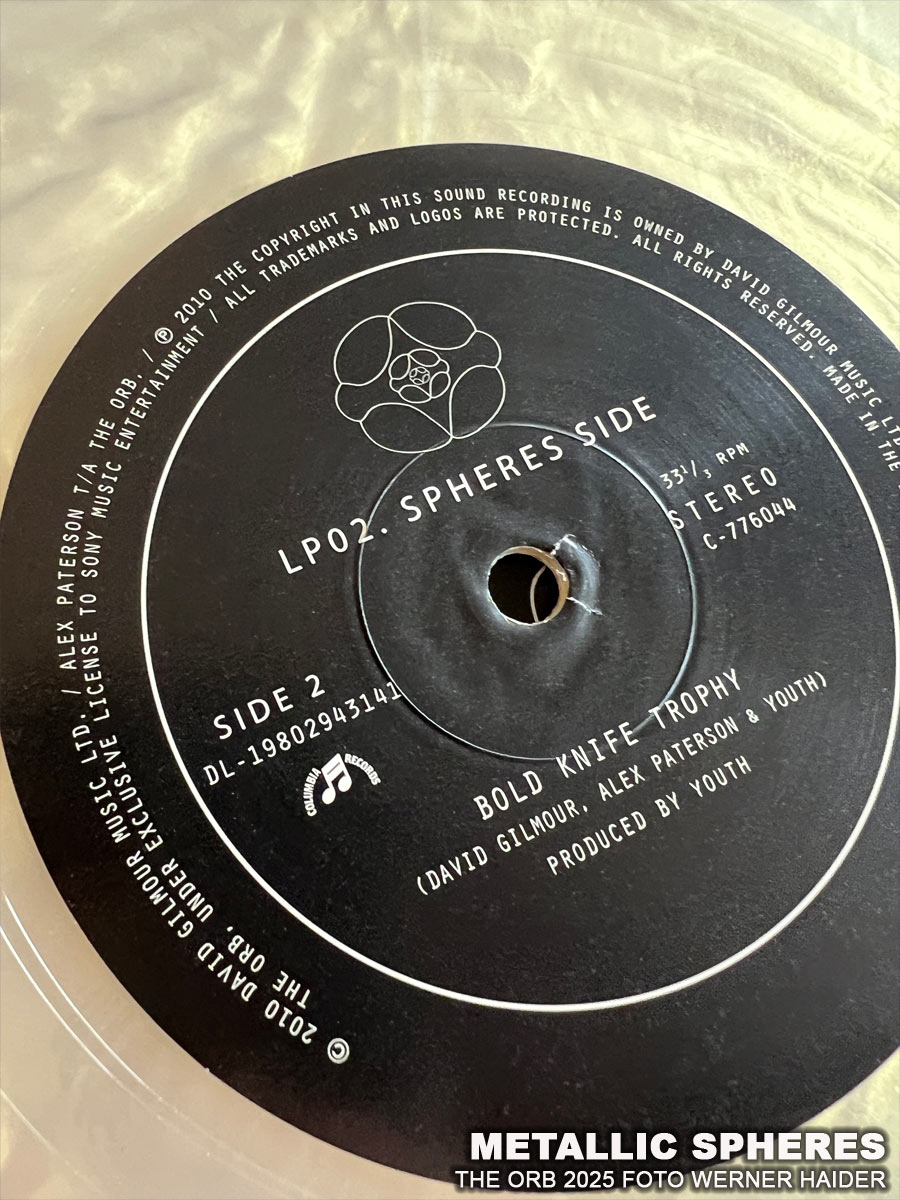 ℗ 2010 THE COPYRIGHT IN THIS SOUND RECORDING IS OWNED BY DAVID GILMOUR MUSIC LTD
© 2010 DAVID GILMOUR MUSIC LTD. / ALEX PATERSON T/A THE ORB. /
THE ORB, UNDER EXCLUSIVE LICENSE TO SONY MUSIC ENTERTAINMENT / ALL TRADEMARKS AND LOGOS ARE PROTECTED. ALL RIGHTS RESERVED. MADE IN THE
LP02. SPHERES SIDE
33 1/3 RPM
STEREO
C-776044
SIDE 2
DL-19802943141
COLUMBIA RECORDS
BOLD KNIFE TROPHY
(DAVID GILMOUR, ALEX PATERSON & YOUTH)
PRODUCED BY YOUTH
METALLIC SPHERES
THE ORB 2025 FOTO WERNER HAIDER